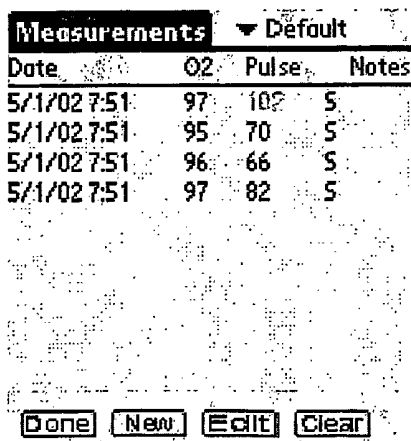 Measurements ▼ Default
Date O2 Pulse Notes
5/1/02 7:51 97 102 S
5/1/02 7:51 95 70 S
5/1/02 7:51 96 66 S
5/1/02 7:51 97 82 S
Done New Edit Clear